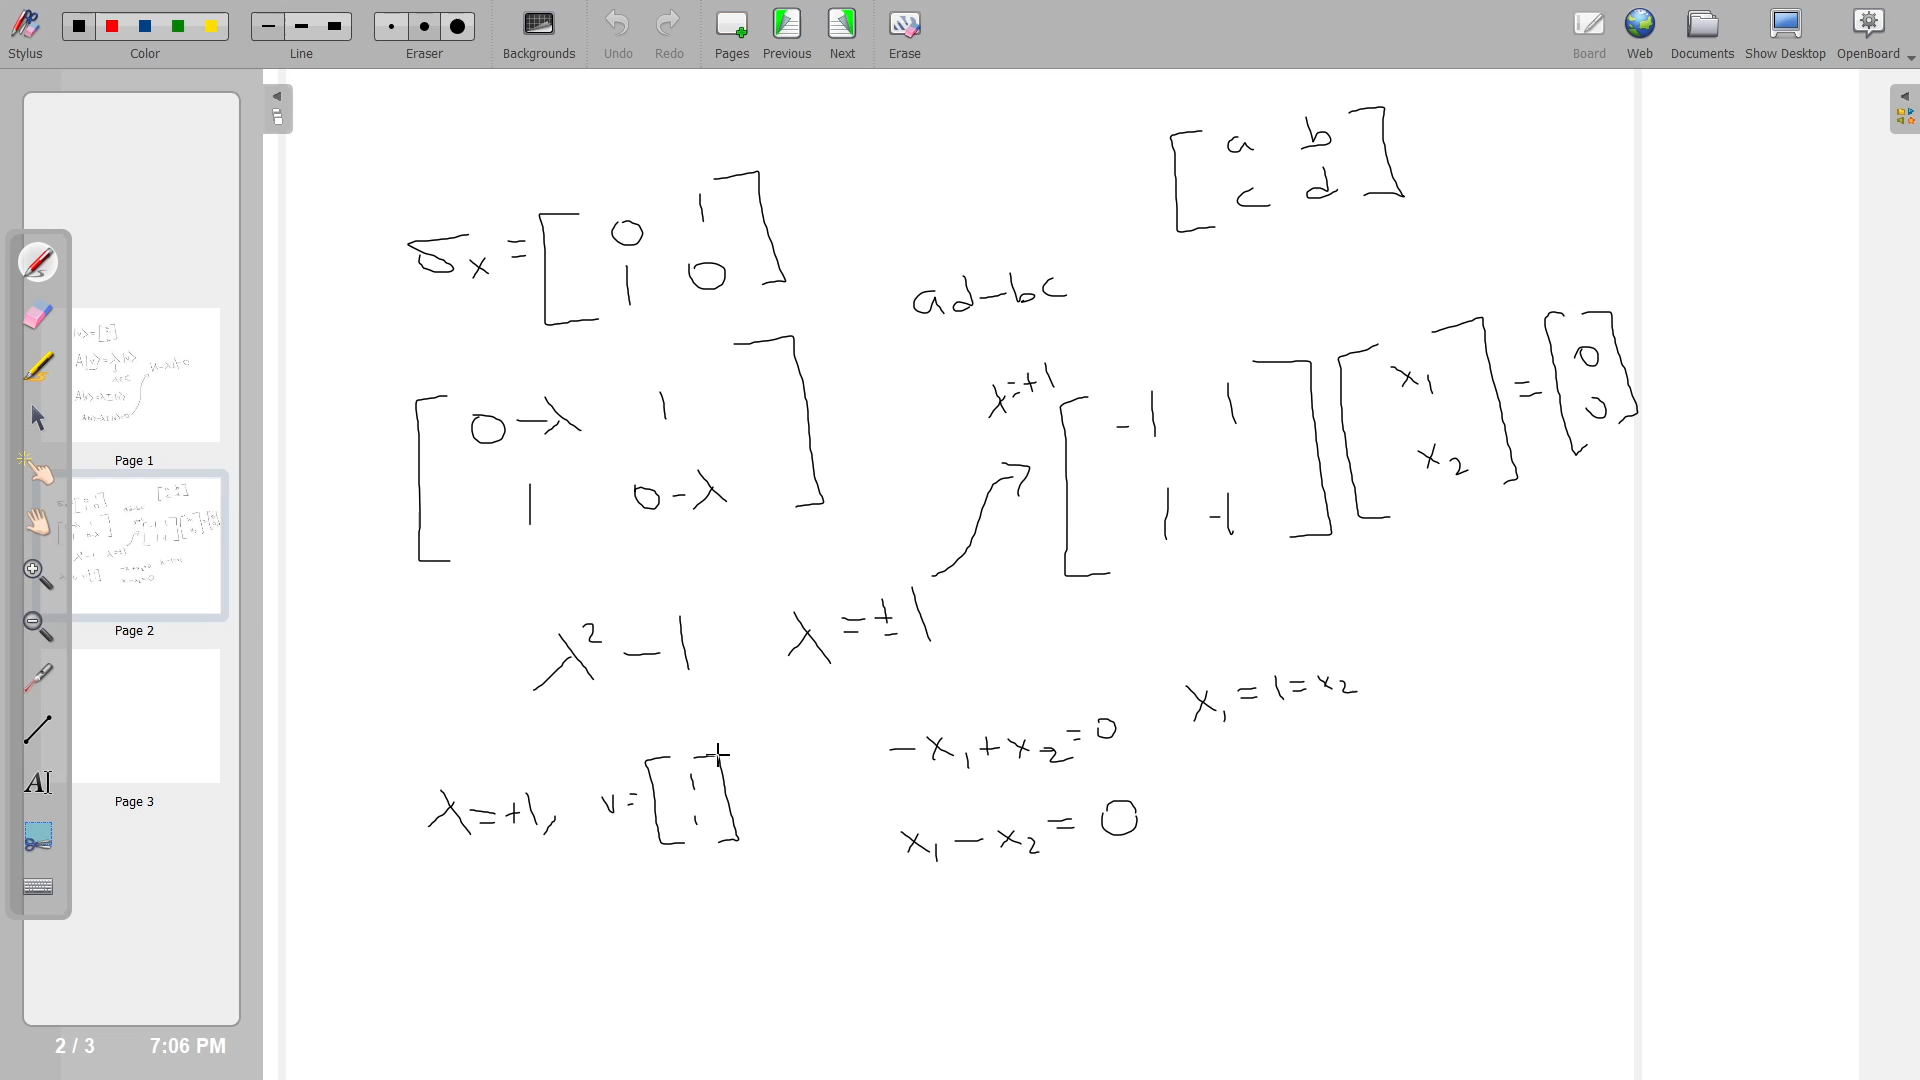 Stylus Color Line Eraser Backgrounds Undo Redo Pages Previous Next Erase Board Web Documents Show Desktop OpenBoard
Page 1
Page 2
Page 3
2 / 3 7:06 PM
σx = [ 0 1
1 0 ]
[ a b
c d ]
ad-bc
[ 0-λ 1
1 0-λ ]
λ=+1
[ -1 1
1 -1 ] [ x1
x2 ] = [ 0
0 ]
λ² - 1 λ = ±1
x1 = 1 = x2
-x1 + x2 = 0
λ = +1, v = [ 1
1 ]
x1 - x2 = 0